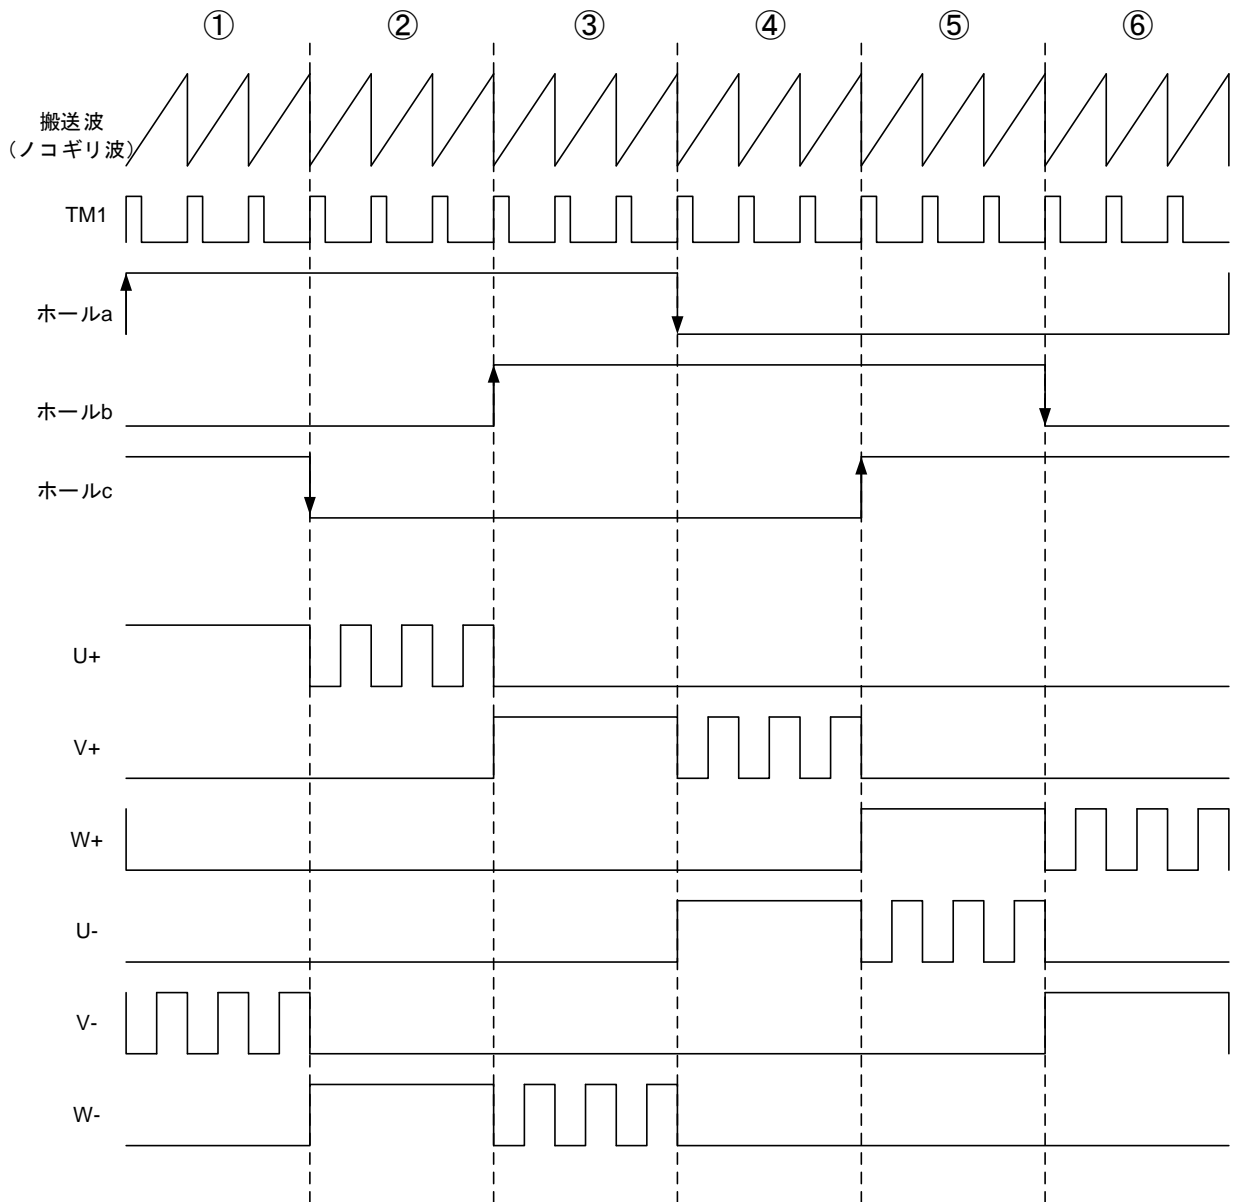 ① ② ③ ④ ⑤ ⑥
搬送波
(ノコギリ波)
TM1
ホールa
ホールb
ホールc
U+
V+
W+
U-
V-
W-